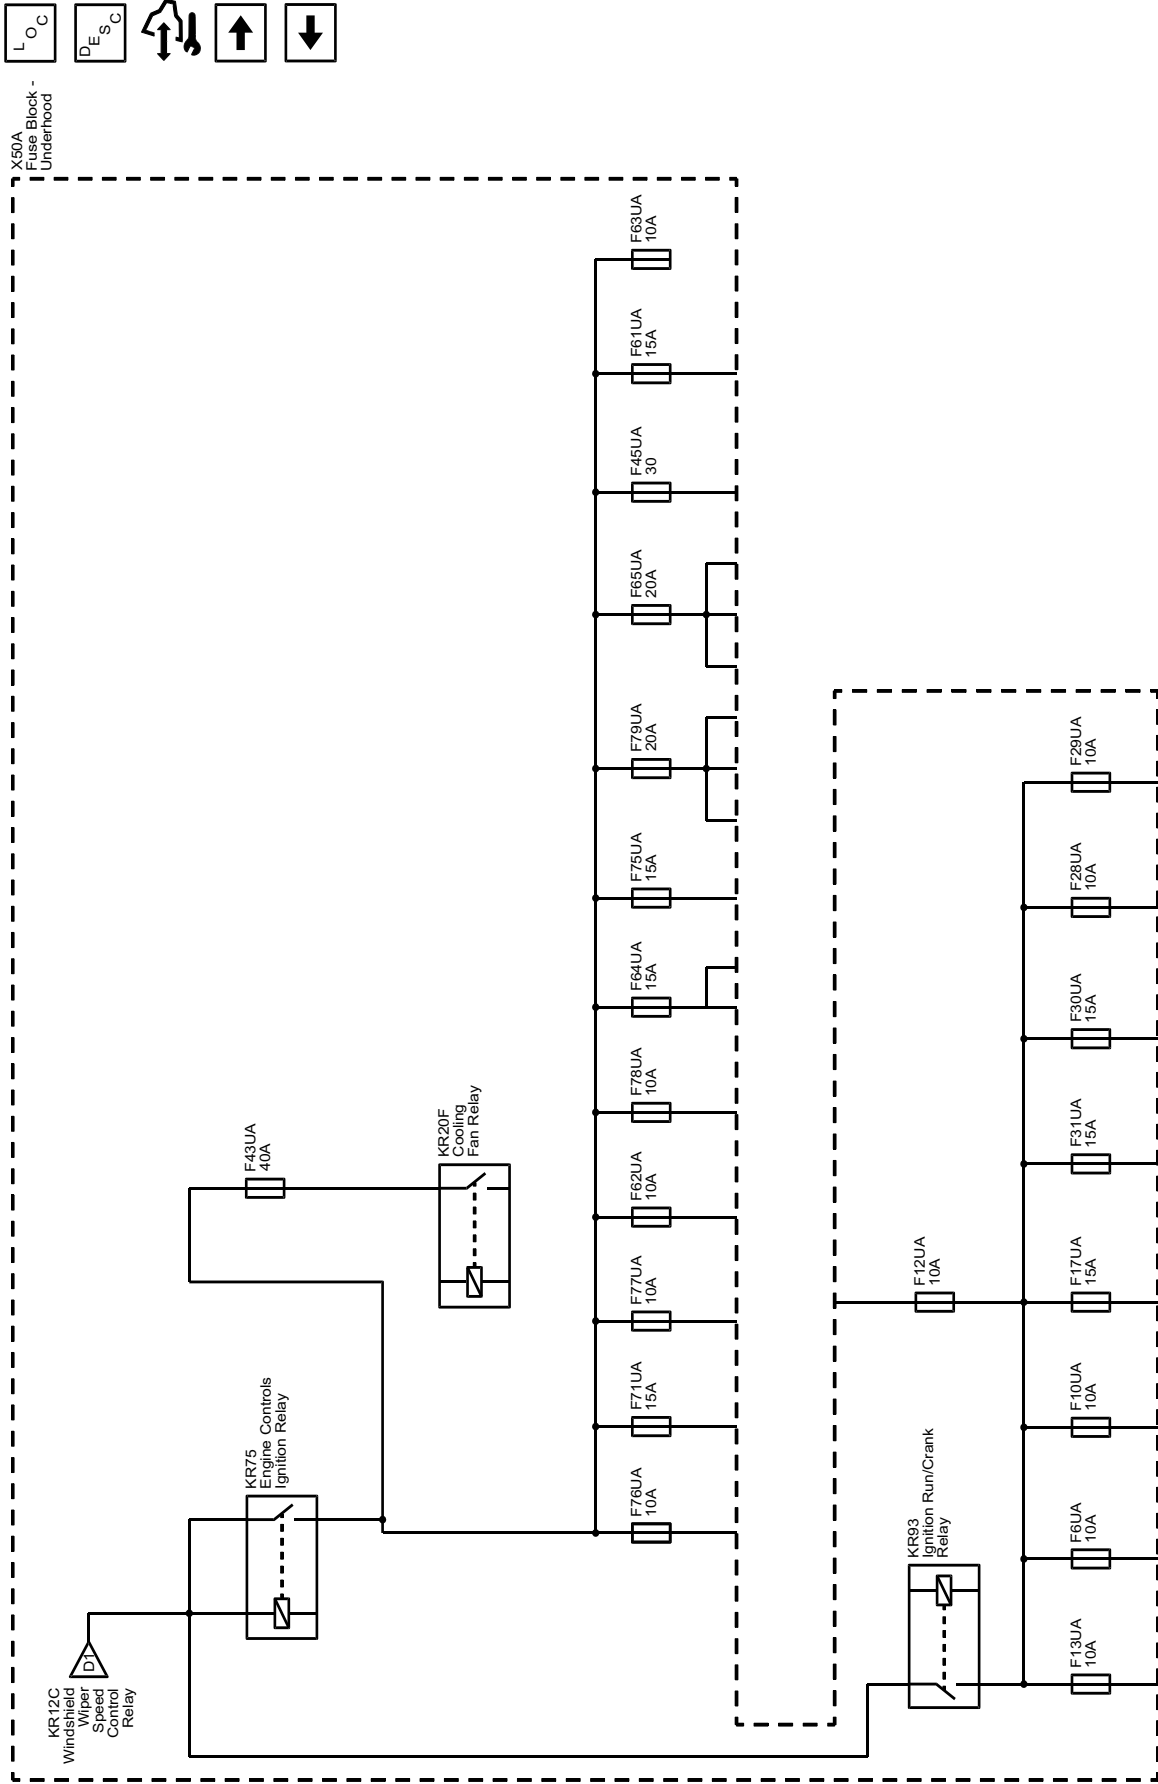 LOC
DESC
X50A
Fuse Block -
Underhood
KR12C
Windshield
Wiper
Speed
Control
Relay
D1
KR75
Engine Controls
Ignition Relay
F43UA
40A
KR20F
Cooling
Fan Relay
F76UA
10A
F71UA
15A
F77UA
10A
F62UA
10A
F78UA
10A
F64UA
15A
F75UA
15A
F79UA
20A
F65UA
20A
F45UA
30
F61UA
15A
F63UA
10A
KR93
Ignition Run/Crank
Relay
F12UA
10A
F13UA
10A
F6UA
10A
F10UA
10A
F17UA
15A
F31UA
15A
F30UA
15A
F28UA
10A
F29UA
10A